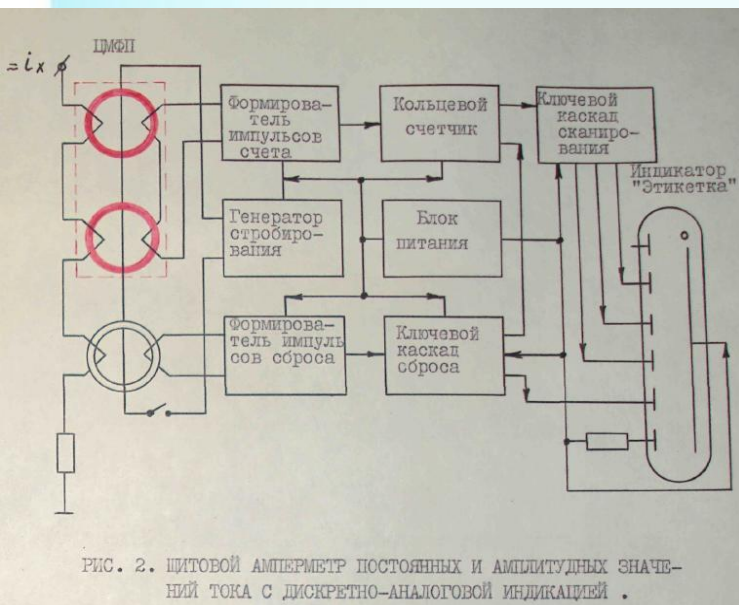 ЦМФП
=iх
Формирова-
тель
импульсов
счета
Кольцевой
счетчик
Ключевой
каскад
сканиро-
вания
Индикатор
"Этикетка"
Генератор
стробиро-
вания
Блок
питания
Формирова-
тель импуль
сов сброса
Ключевой
каскад
сброса
РИС. 2. ЩИТОВОЙ АМПЕРМЕТР ПОСТОЯННЫХ И АМПЛИТУДНЫХ ЗНАЧЕ-
НИЙ ТОКА С ДИСКРЕТНО-АНАЛОГОВОЙ ИНДИКАЦИЕЙ .